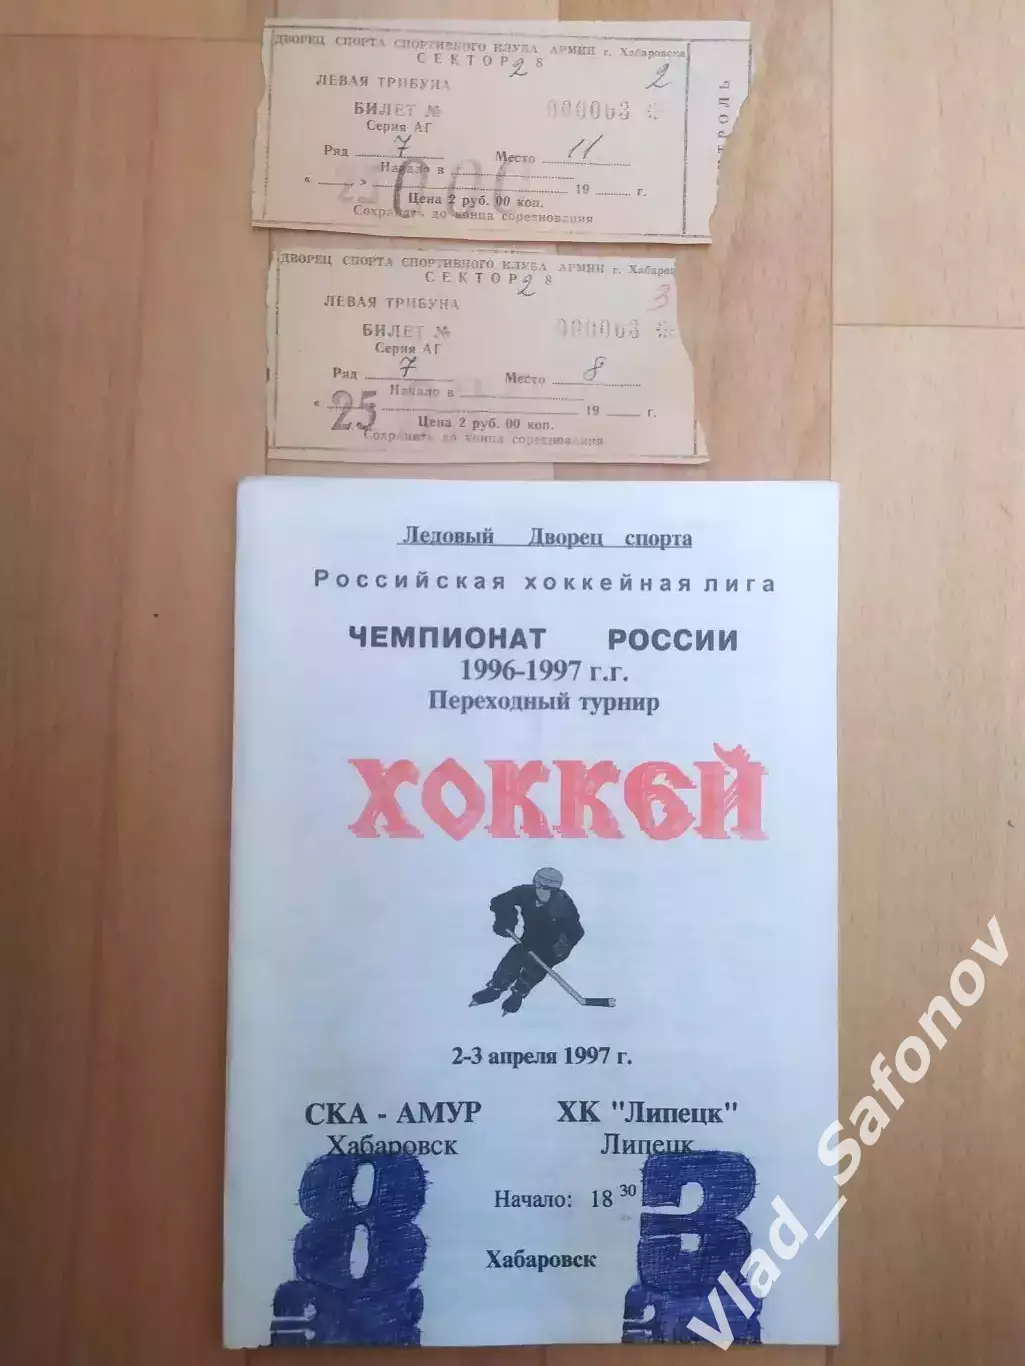 ДВОРЕЦ СПОРТА СПОРТИВНОГО КЛУБА АРМИИ г. Хабаровска
СЕКТОР 2 8
2
ЛЕВАЯ ТРИБУНА
БИЛЕТ № 000063 *
Серия АГ
Ряд 7 Место 11
Начало в
« » 19 г.
Цена 2 руб. 00 коп.
Сохранять до конца соревнования
ТРОЛЬ
ДВОРЕЦ СПОРТА СПОРТИВНОГО КЛУБА АРМИИ г. Хабаров
СЕКТОР 2 8
3
ЛЕВАЯ ТРИБУНА
БИЛЕТ № 000063 *
Серия АГ
Ряд 7 Место 8
Начало в
« » 19 г.
25
Цена 2 руб. 00 коп.
Сохранять до конца соревнования
Ледовый Дворец спорта
Российская хоккейная лига
ЧЕМПИОНАТ РОССИИ
1996-1997 г.г.
Переходный турнир
ХОККЕЙ
2-3 апреля 1997 г.
СКА - АМУР ХК "Липецк"
Хабаровск Липецк
Начало: 18 30
8 3
Хабаровск
Vlad_Safonov